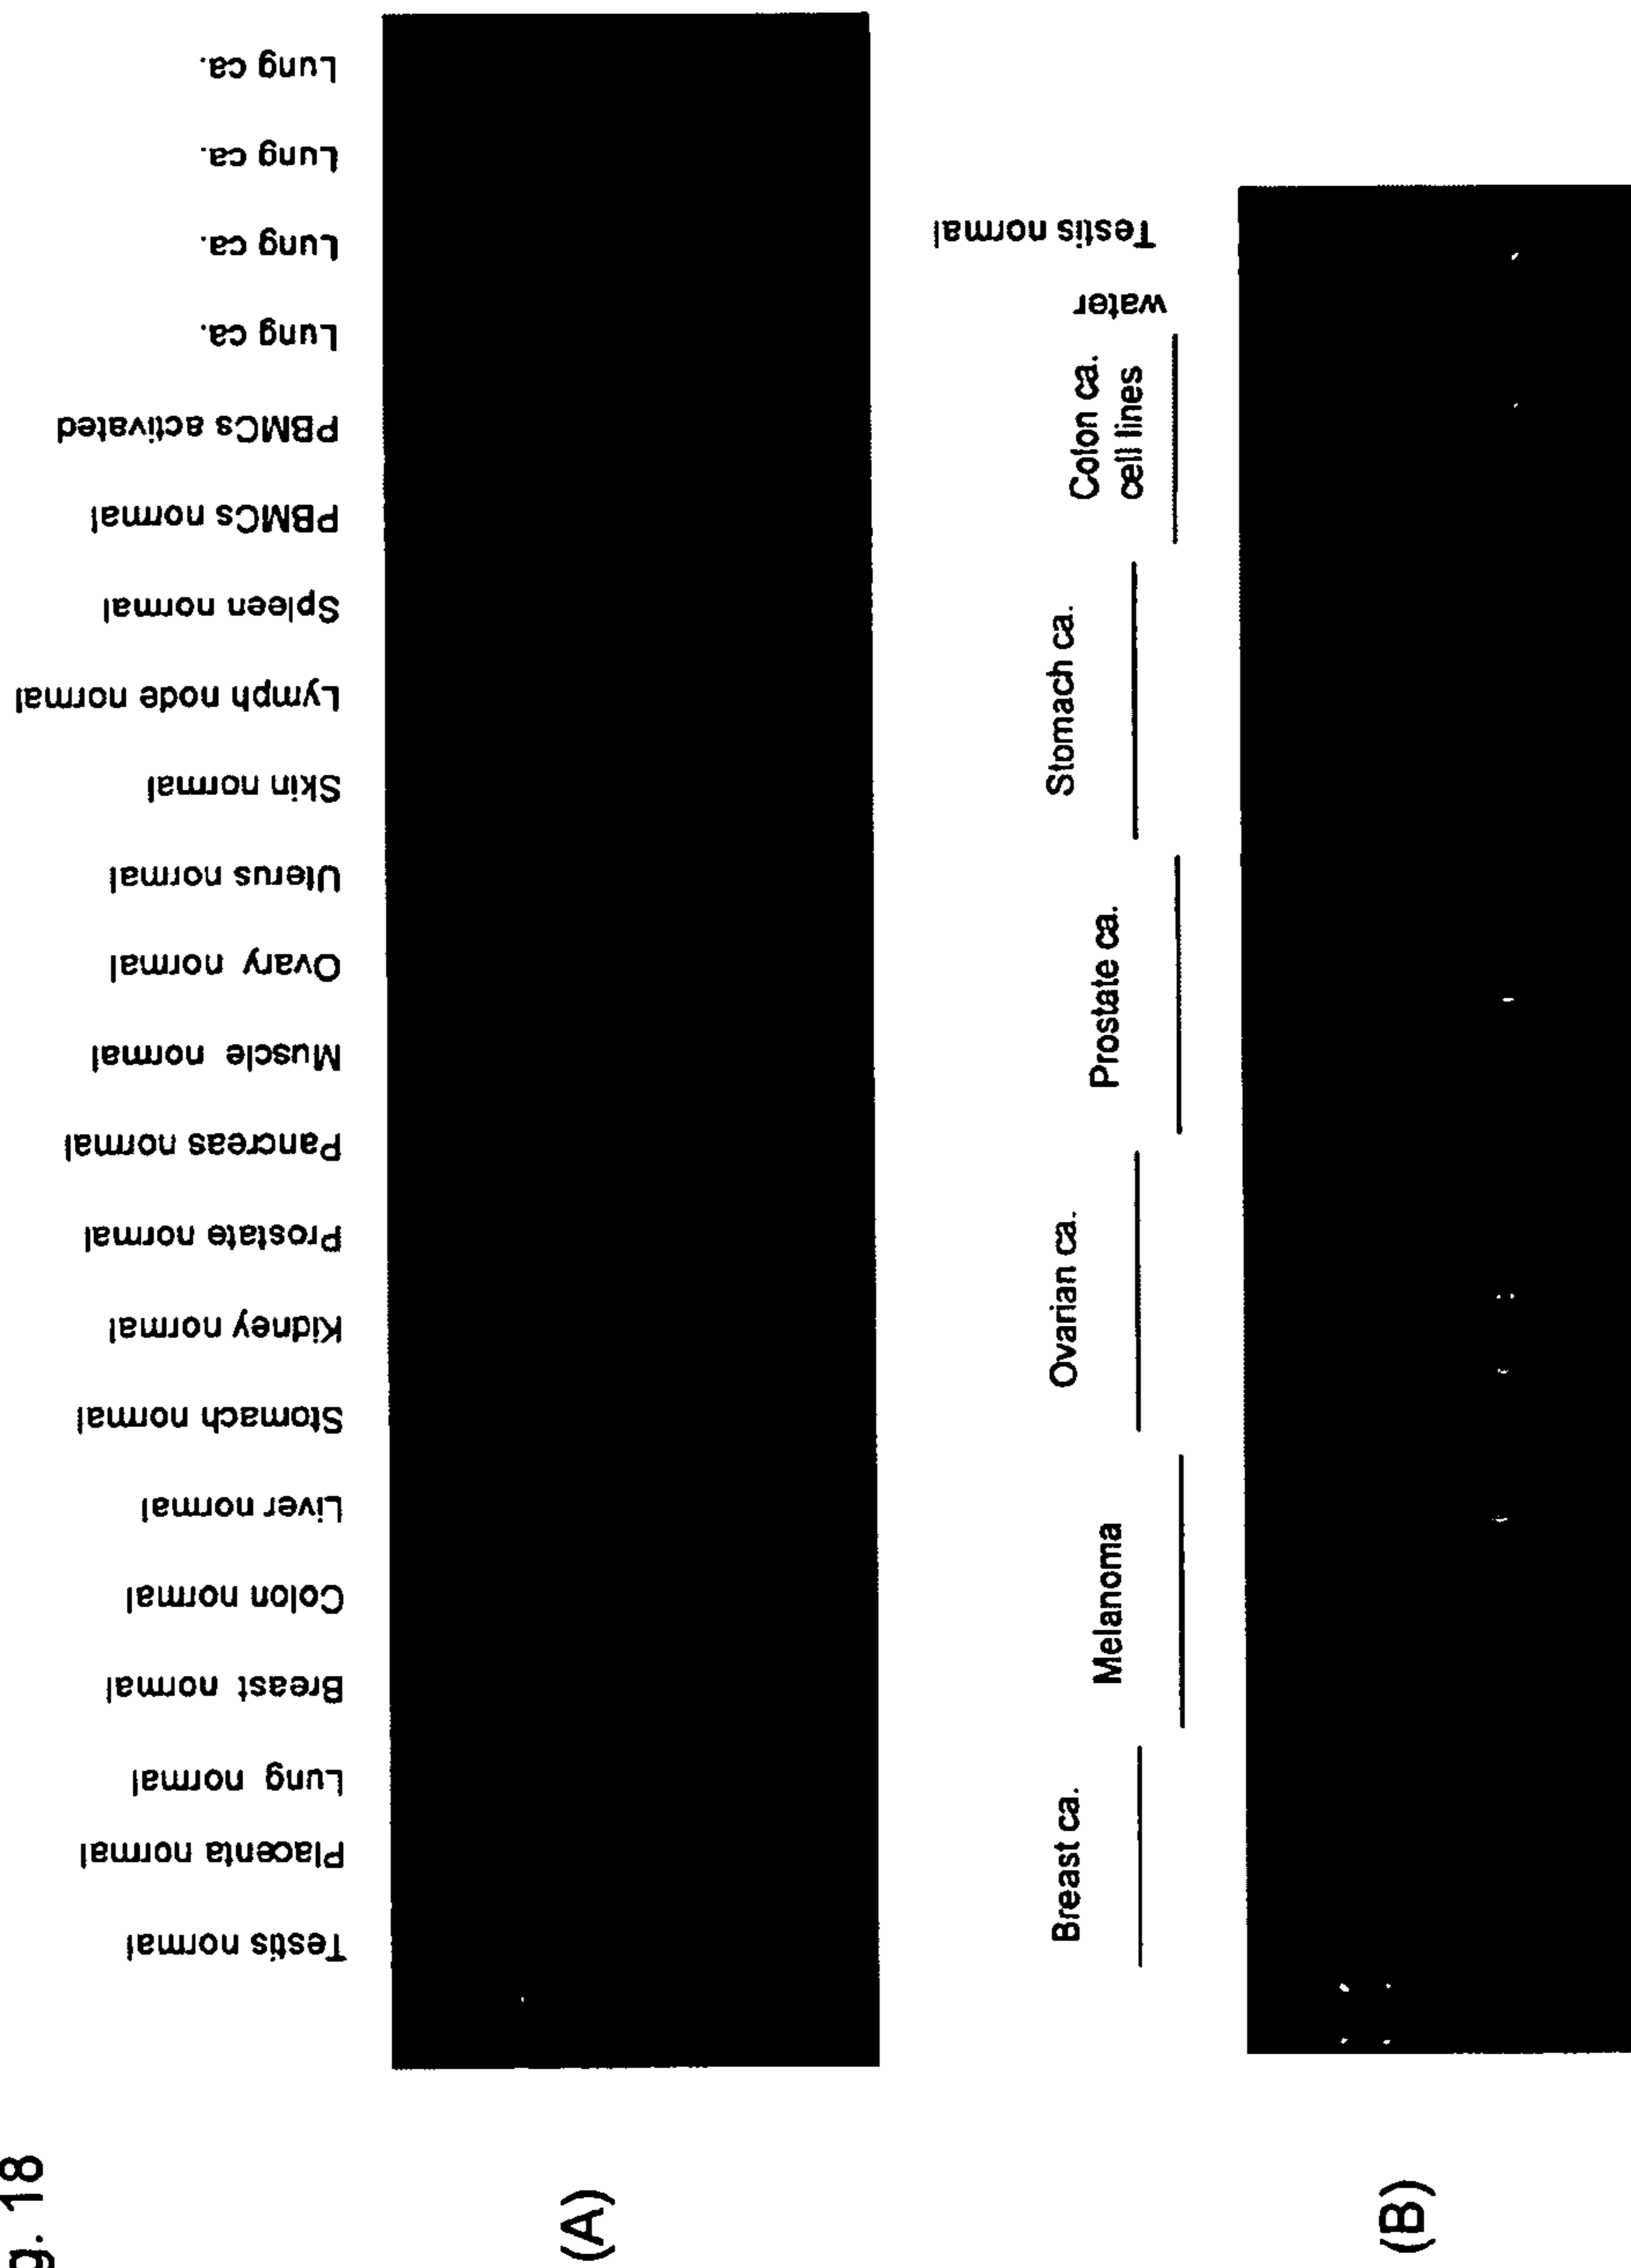 g. 18
Testis normal
Placenta normal
Lung normal
Breast normal
Colon normal
Liver normal
Stomach normal
Kidney normal
Prostate normal
Pancreas normal
Muscle normal
Ovary normal
Uterus normal
Skin normal
Lymph node normal
Spleen normal
PBMCs normal
PBMCs activated
Lung ca.
Lung ca.
Lung ca.
Lung ca.
(A)
Breast ca.
Melanoma
Ovarian ca.
Prostate ca.
Stomach ca.
Colon ca.
cell lines
water
Testis normal
(B)